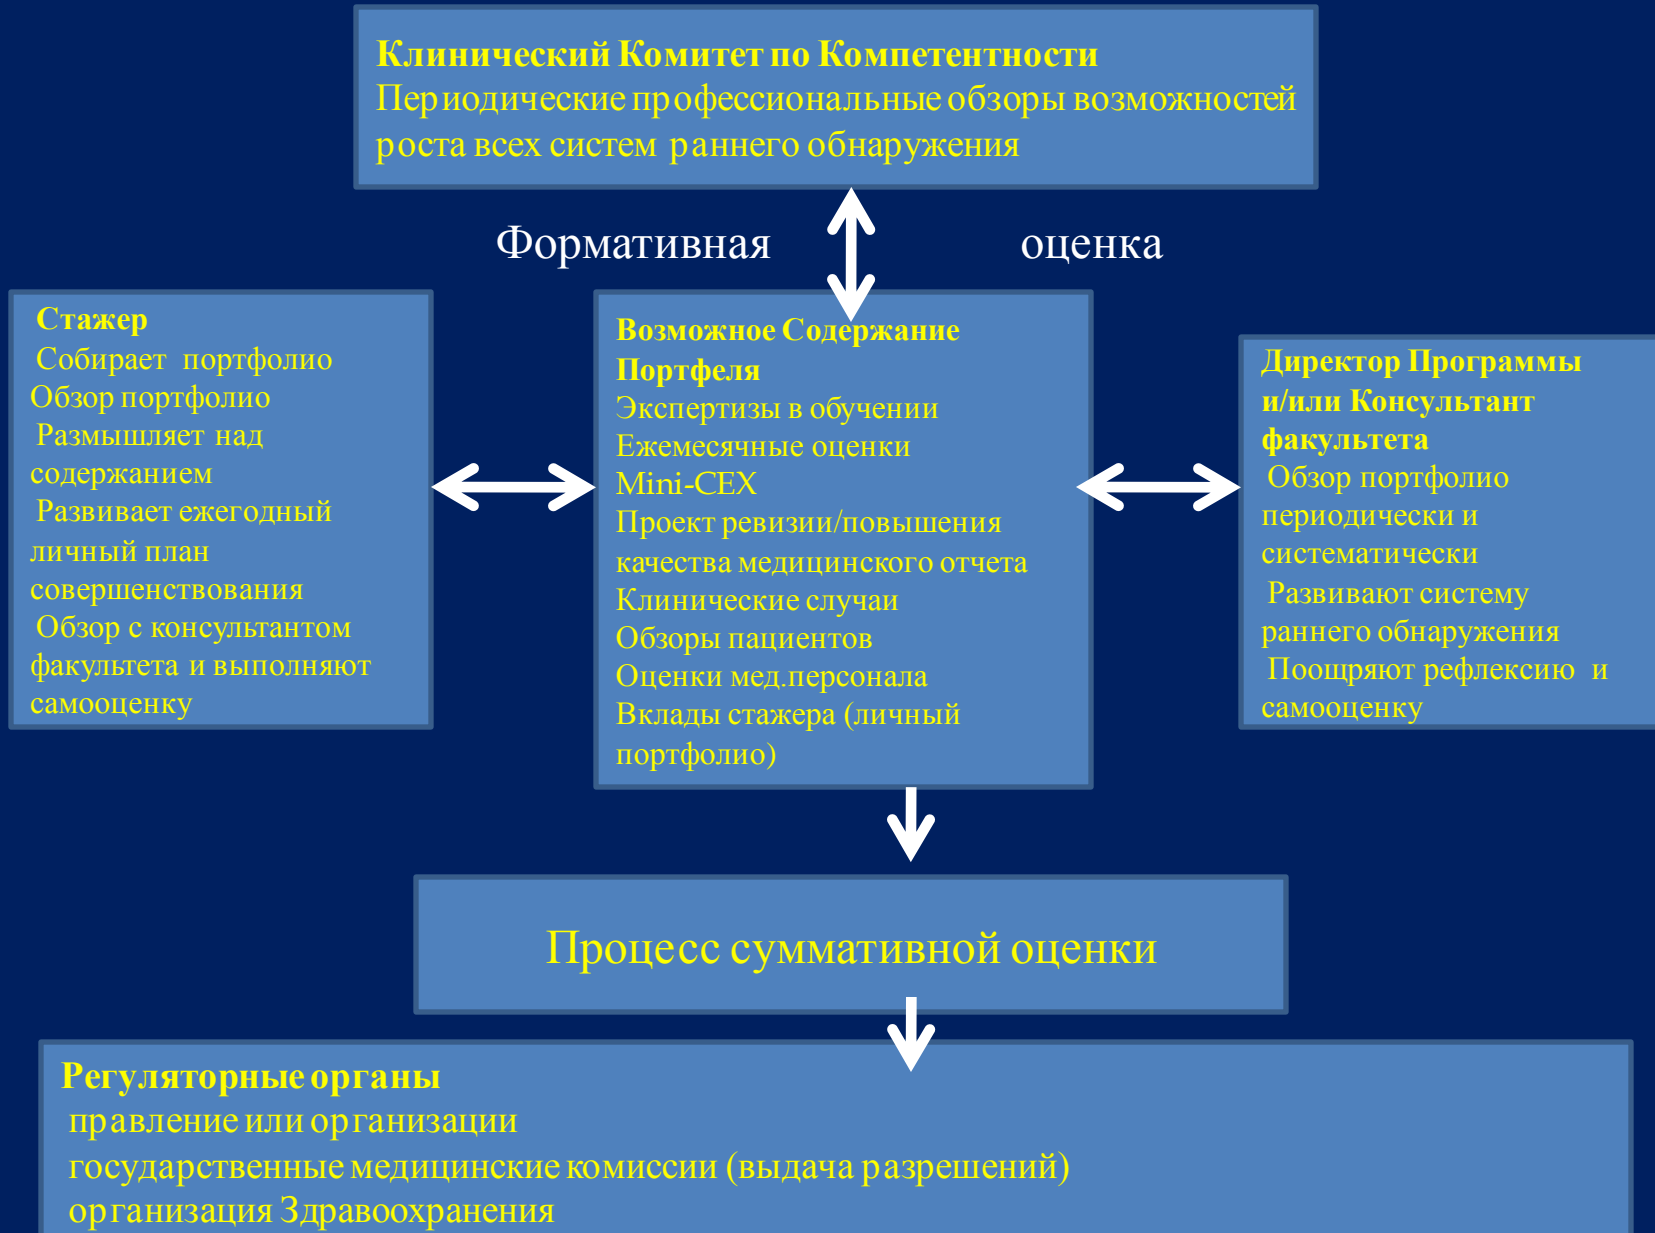 Клинический Комитет по Компетентности
Периодические профессиональные обзоры возможностей
роста всех систем раннего обнаружения
Формативная оценка
Стажер
Собирает портфолио
Обзор портфолио
Размышляет над
содержанием
Развивает ежегодный
личный план
совершенствования
Обзор с консультантом
факультета и выполняют
самооценку
Возможное Содержание
Портфеля
Экспертизы в обучении
Ежемесячные оценки
Mini-CEX
Проект ревизии/повышения
качества медицинского отчета
Клинические случаи
Обзоры пациентов
Оценки мед.персонала
Вклады стажера (личный
портфолио)
Директор Программы
и/или Консультант
факультета
Обзор портфолио
периодически и
систематически
Развивают систему
раннего обнаружения
Поощряют рефлексию и
самооценку
Процесс суммативной оценки
Регуляторные органы
правление или организации
государственные медицинские комиссии (выдача разрешений)
организация Здравоохранения